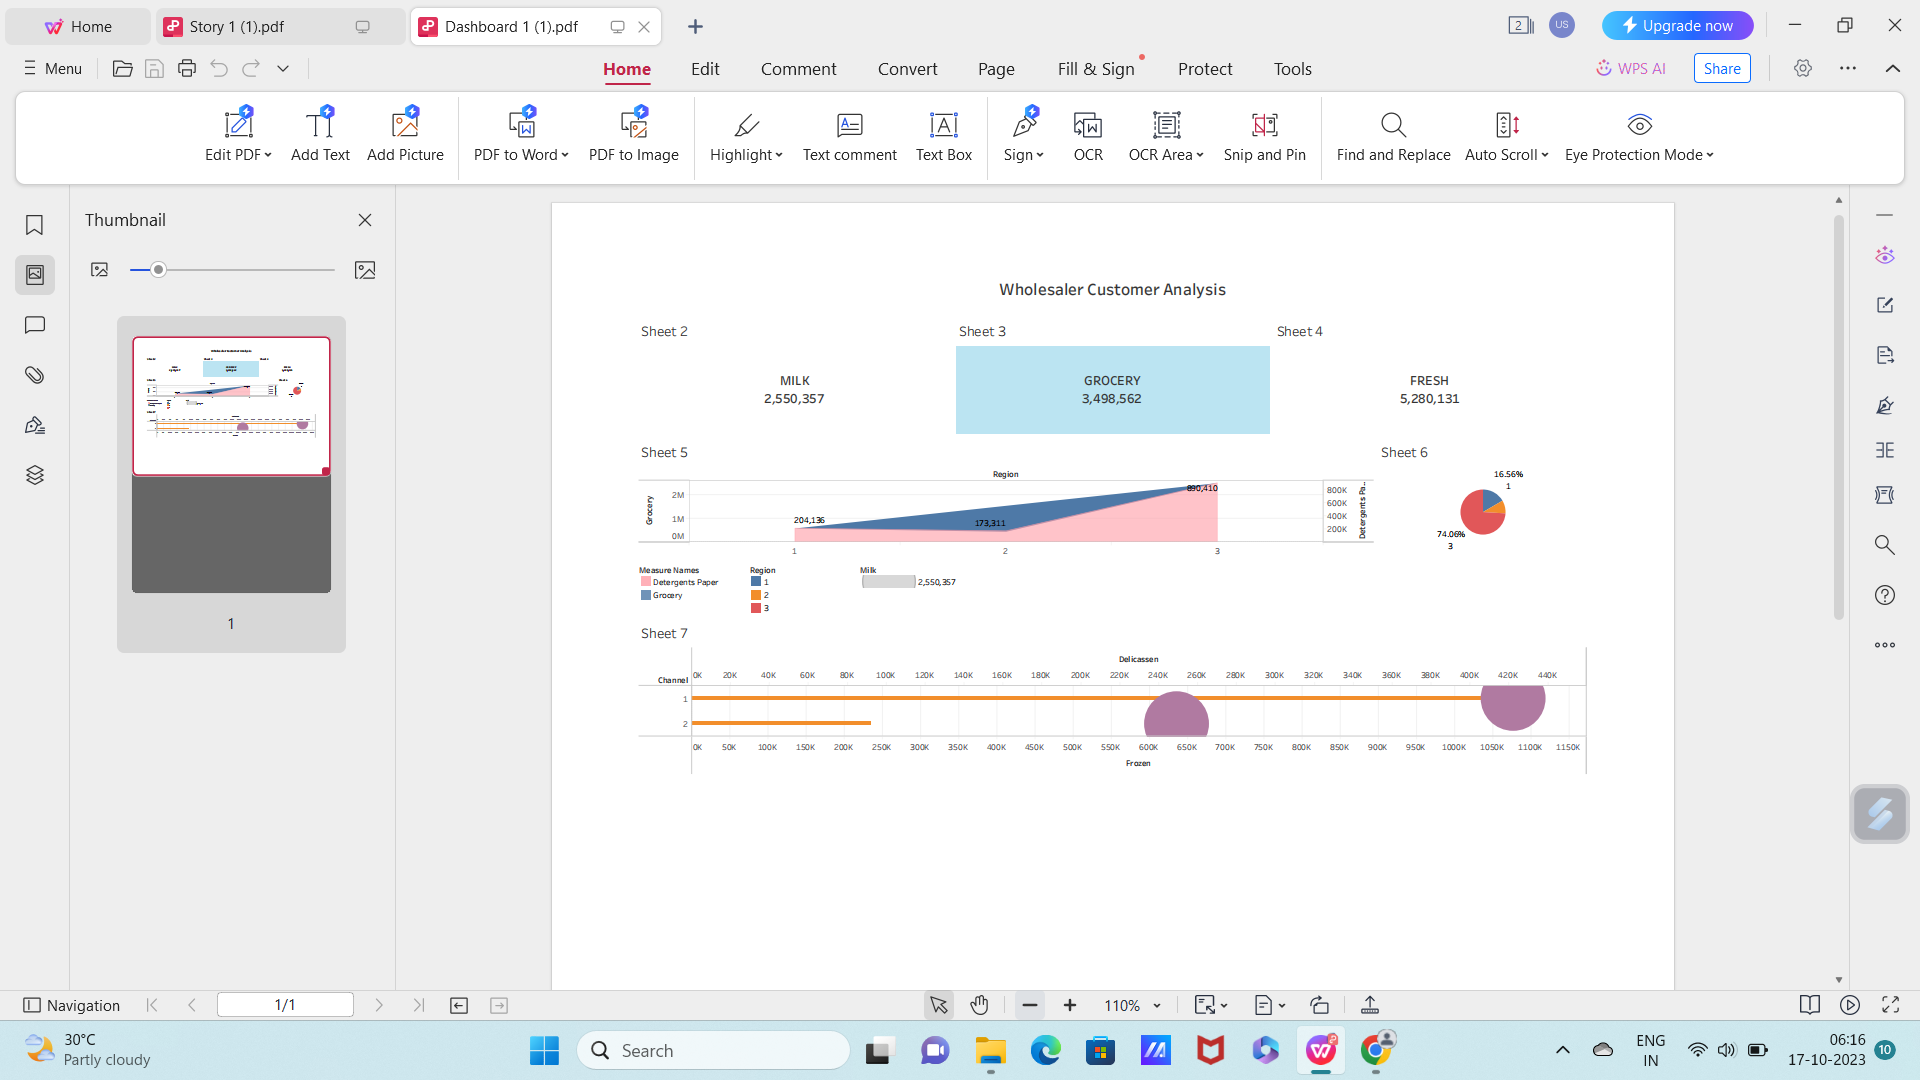 Home
Story 1 (1).pdf
Dashboard 1 (1).pdf
2
US
Upgrade now
Menu
Home
Edit
Comment
Convert
Page
Fill & Sign
Protect
Tools
WPS AI
Share
Edit PDF
Add Text
Add Picture
PDF to Word
PDF to Image
Highlight
Text comment
Text Box
Sign
OCR
OCR Area
Snip and Pin
Find and Replace
Auto Scroll
Eye Protection Mode
Thumbnail
1
Wholesaler Customer Analysis
Sheet 2
Sheet 3
Sheet 4
MILK
2,550,357
GROCERY
3,498,562
FRESH
5,280,131
Sheet 5
Region
Grocery
2M
1M
0M
204,136
173,311
890,410
800K
600K
400K
200K
Detergents Pa..
1 2 3
Sheet 6
16.56%
1
74.06%
3
Measure Names
Detergents Paper
Grocery
Region
1
2
3
Milk
2,550,357
Sheet 7
Delicassen
Channel
0K 20K 40K 60K 80K 100K 120K 140K 160K 180K 200K 220K 240K 260K 280K 300K 320K 340K 360K 380K 400K 420K 440K
1
2
0K 50K 100K 150K 200K 250K 300K 350K 400K 450K 500K 550K 600K 650K 700K 750K 800K 850K 900K 950K 1000K 1050K 1100K 1150K
Frozen
Navigation
1/1
110%
30°C
Partly cloudy
Search
ENG
IN
06:16
17-10-2023
10